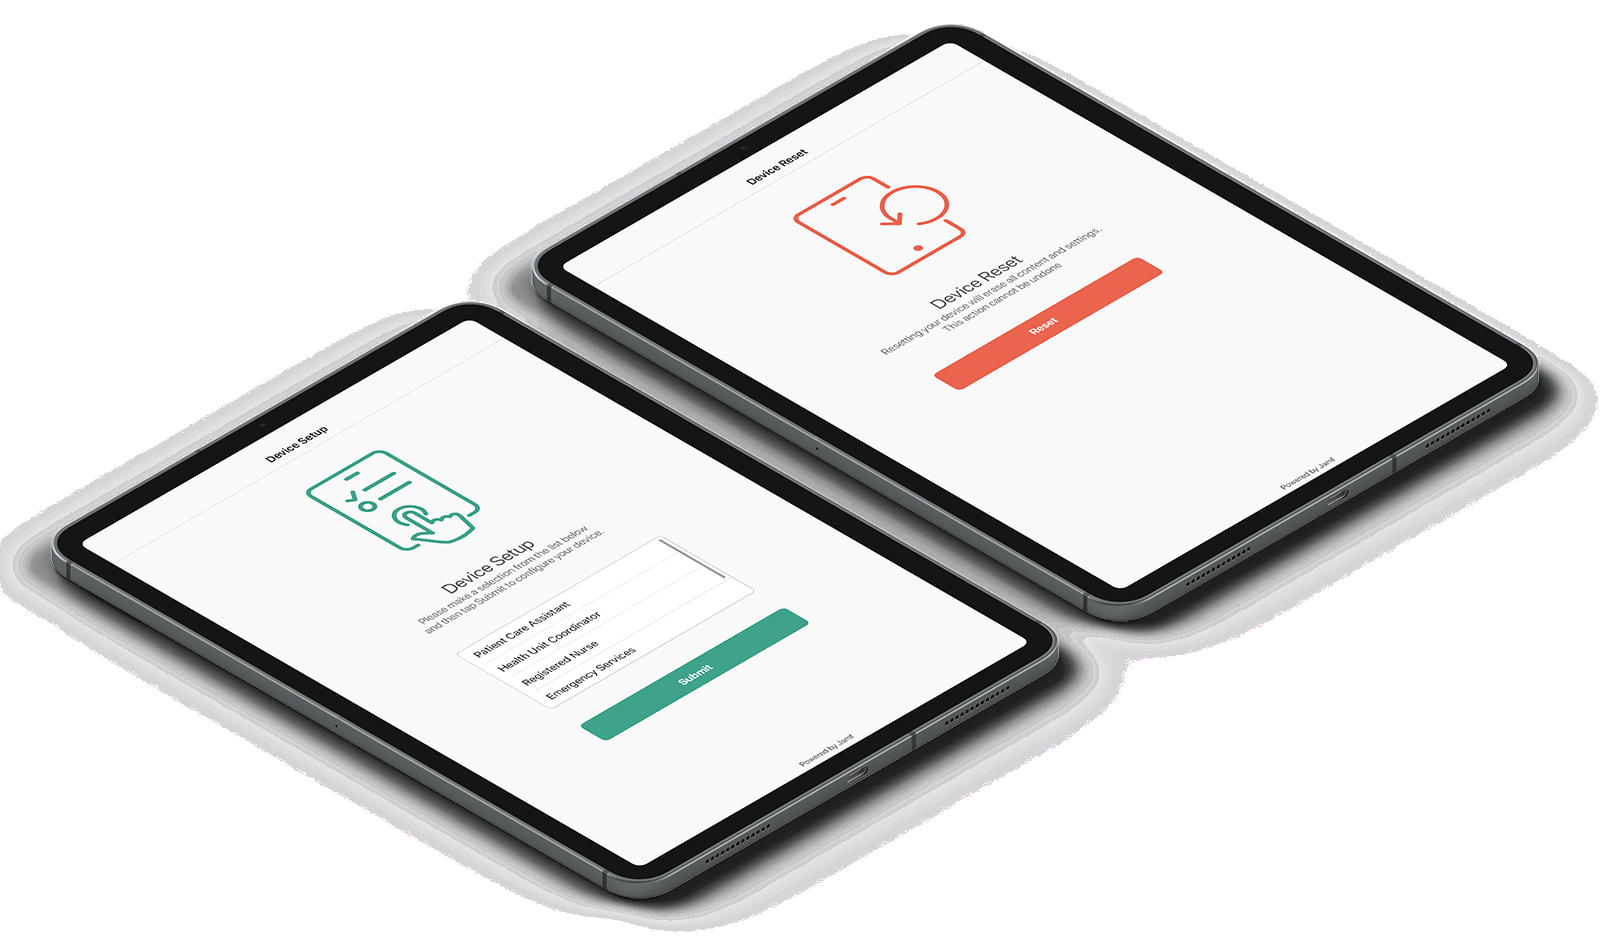 Device Setup
Device Setup
Please make a selection from the list below
and then tap Submit to configure your device.
Patient Care Assistant
Health Unit Coordinator
Registered Nurse
Emergency Services
Submit
Powered by Jamf
Device Reset
Device Reset
Resetting your device will erase all content and settings.
This action cannot be undone
Reset
Powered by Jamf